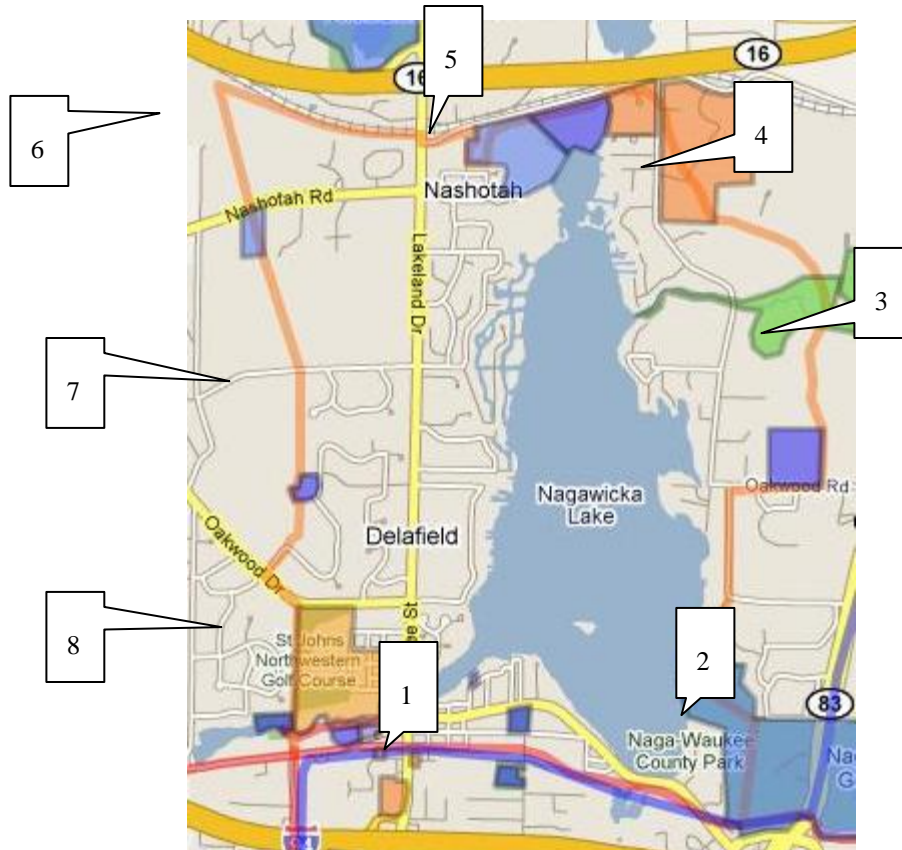 16
16
5
6
4
Nashotah
Nashotah Rd
Lakeland Dr
3
7
Oakwood Rd
Nagawicka
Lake
Delafield
Oakwood Dr
8
St Johns
Northwestern
Golf Course
1
2
83
Naga-Waukee
County Park